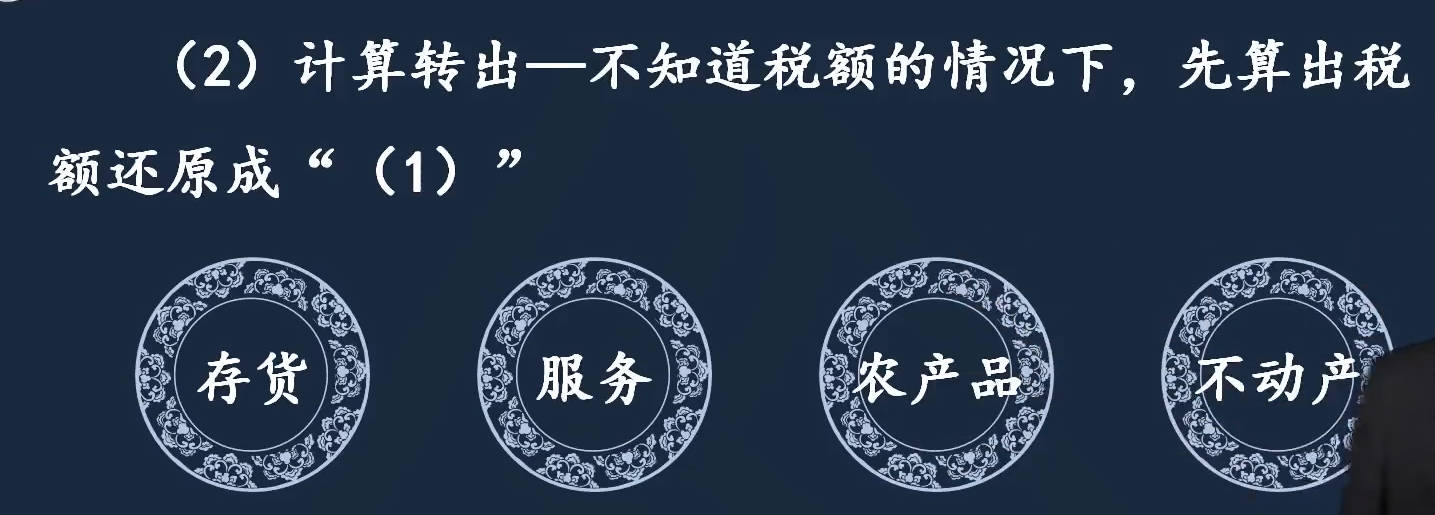 （2）计算转出—不知道税额的情况下，先算出税
额还原成“（1）”
存货
服务
农产品
不动产